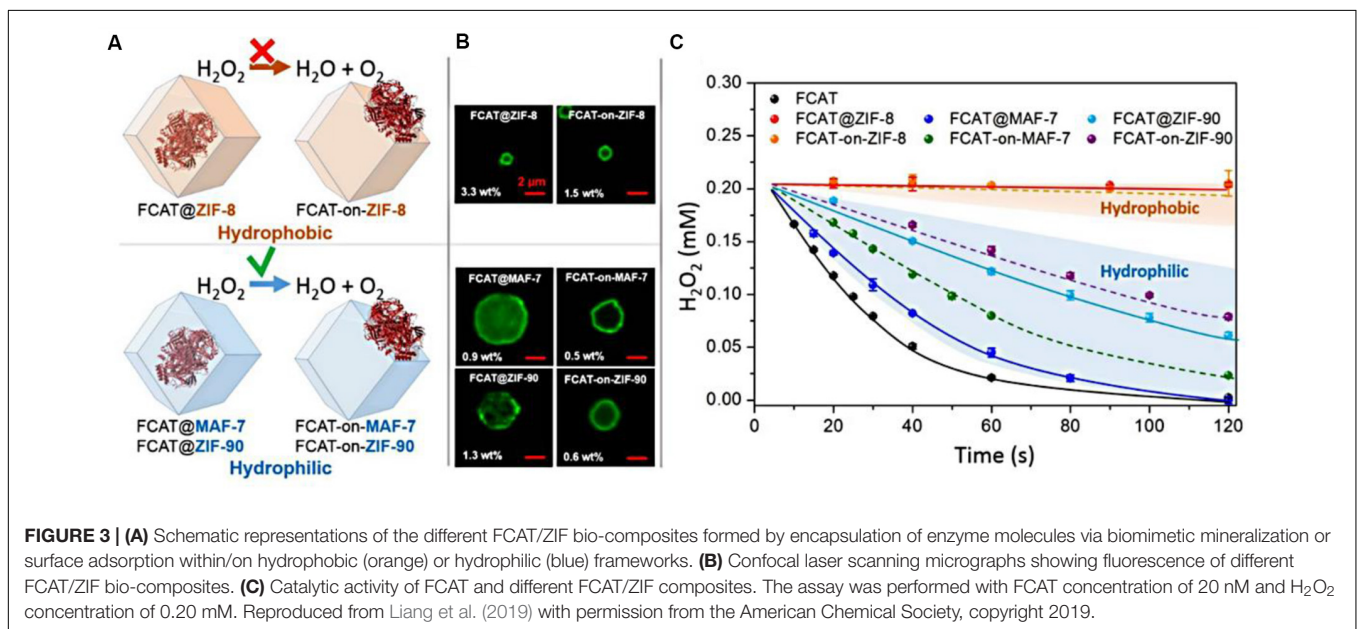 A
H₂O₂ H₂O + O₂
FCAT@ZIF-8 FCAT-on-ZIF-8
Hydrophobic
H₂O₂ H₂O + O₂
FCAT@MAF-7 FCAT-on-MAF-7
FCAT@ZIF-90 FCAT-on-ZIF-90
Hydrophilic
B
FCAT@ZIF-8 FCAT-on-ZIF-8
2 μm
3.3 wt% 1.5 wt%
FCAT@MAF-7 FCAT-on-MAF-7
0.9 wt% 0.5 wt%
FCAT@ZIF-90 FCAT-on-ZIF-90
1.3 wt% 0.6 wt%
C
FCAT
FCAT@ZIF-8 FCAT@MAF-7 FCAT@ZIF-90
FCAT-on-ZIF-8 FCAT-on-MAF-7 FCAT-on-ZIF-90
H₂O₂ (mM)
0.30
0.25
0.20
0.15
0.10
0.05
0.00
Hydrophobic
Hydrophilic
20 40 60 80 100 120
Time (s)
FIGURE 3 | (A) Schematic representations of the different FCAT/ZIF bio-composites formed by encapsulation of enzyme molecules via biomimetic mineralization or
surface adsorption within/on hydrophobic (orange) or hydrophilic (blue) frameworks. (B) Confocal laser scanning micrographs showing fluorescence of different
FCAT/ZIF bio-composites. (C) Catalytic activity of FCAT and different FCAT/ZIF composites. The assay was performed with FCAT concentration of 20 nM and H₂O₂
concentration of 0.20 mM. Reproduced from Liang et al. (2019) with permission from the American Chemical Society, copyright 2019.